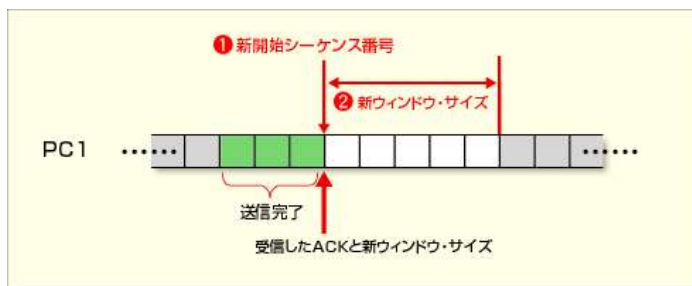 ❶新開始シーケンス番号
❷新ウィンドウ・サイズ
PC1 ・・・・・・ ・・・・・・
送信完了
受信したACKと新ウィンドウ・サイズ